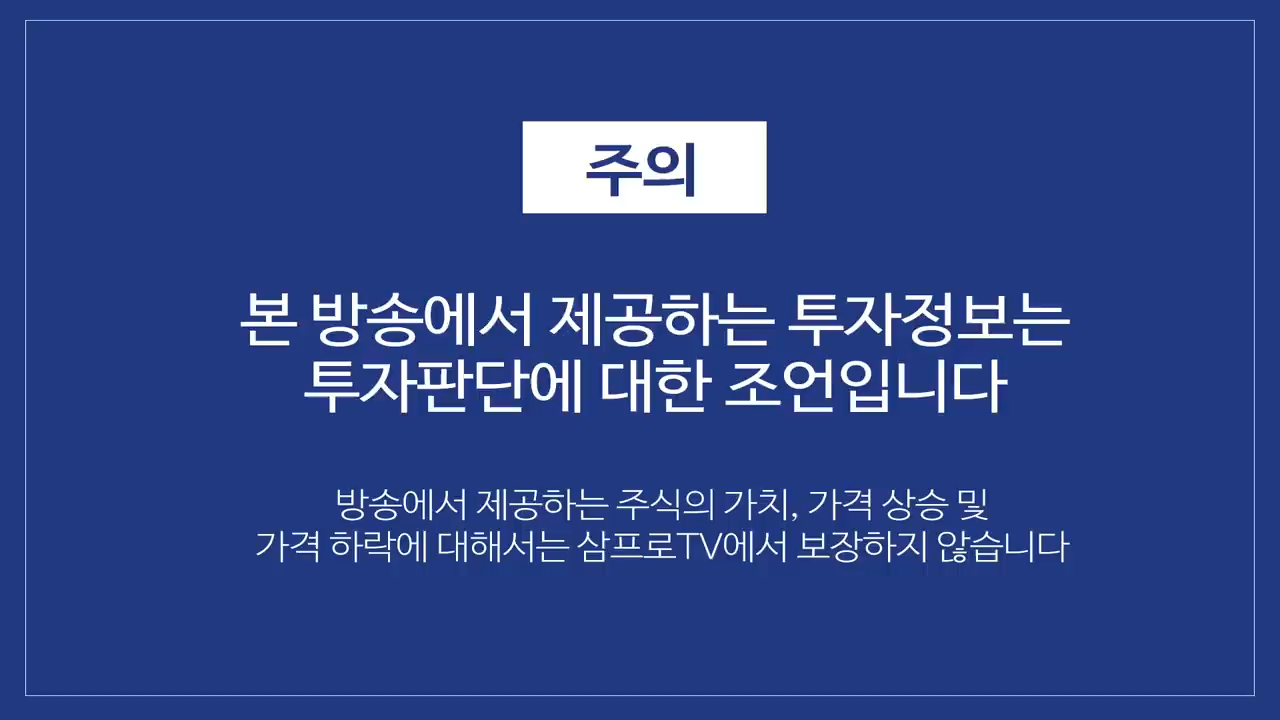 주의
본 방송에서 제공하는 투자정보는
투자판단에 대한 조언입니다
방송에서 제공하는 주식의 가치, 가격 상승 및
가격 하락에 대해서는 삼프로TV에서 보장하지 않습니다